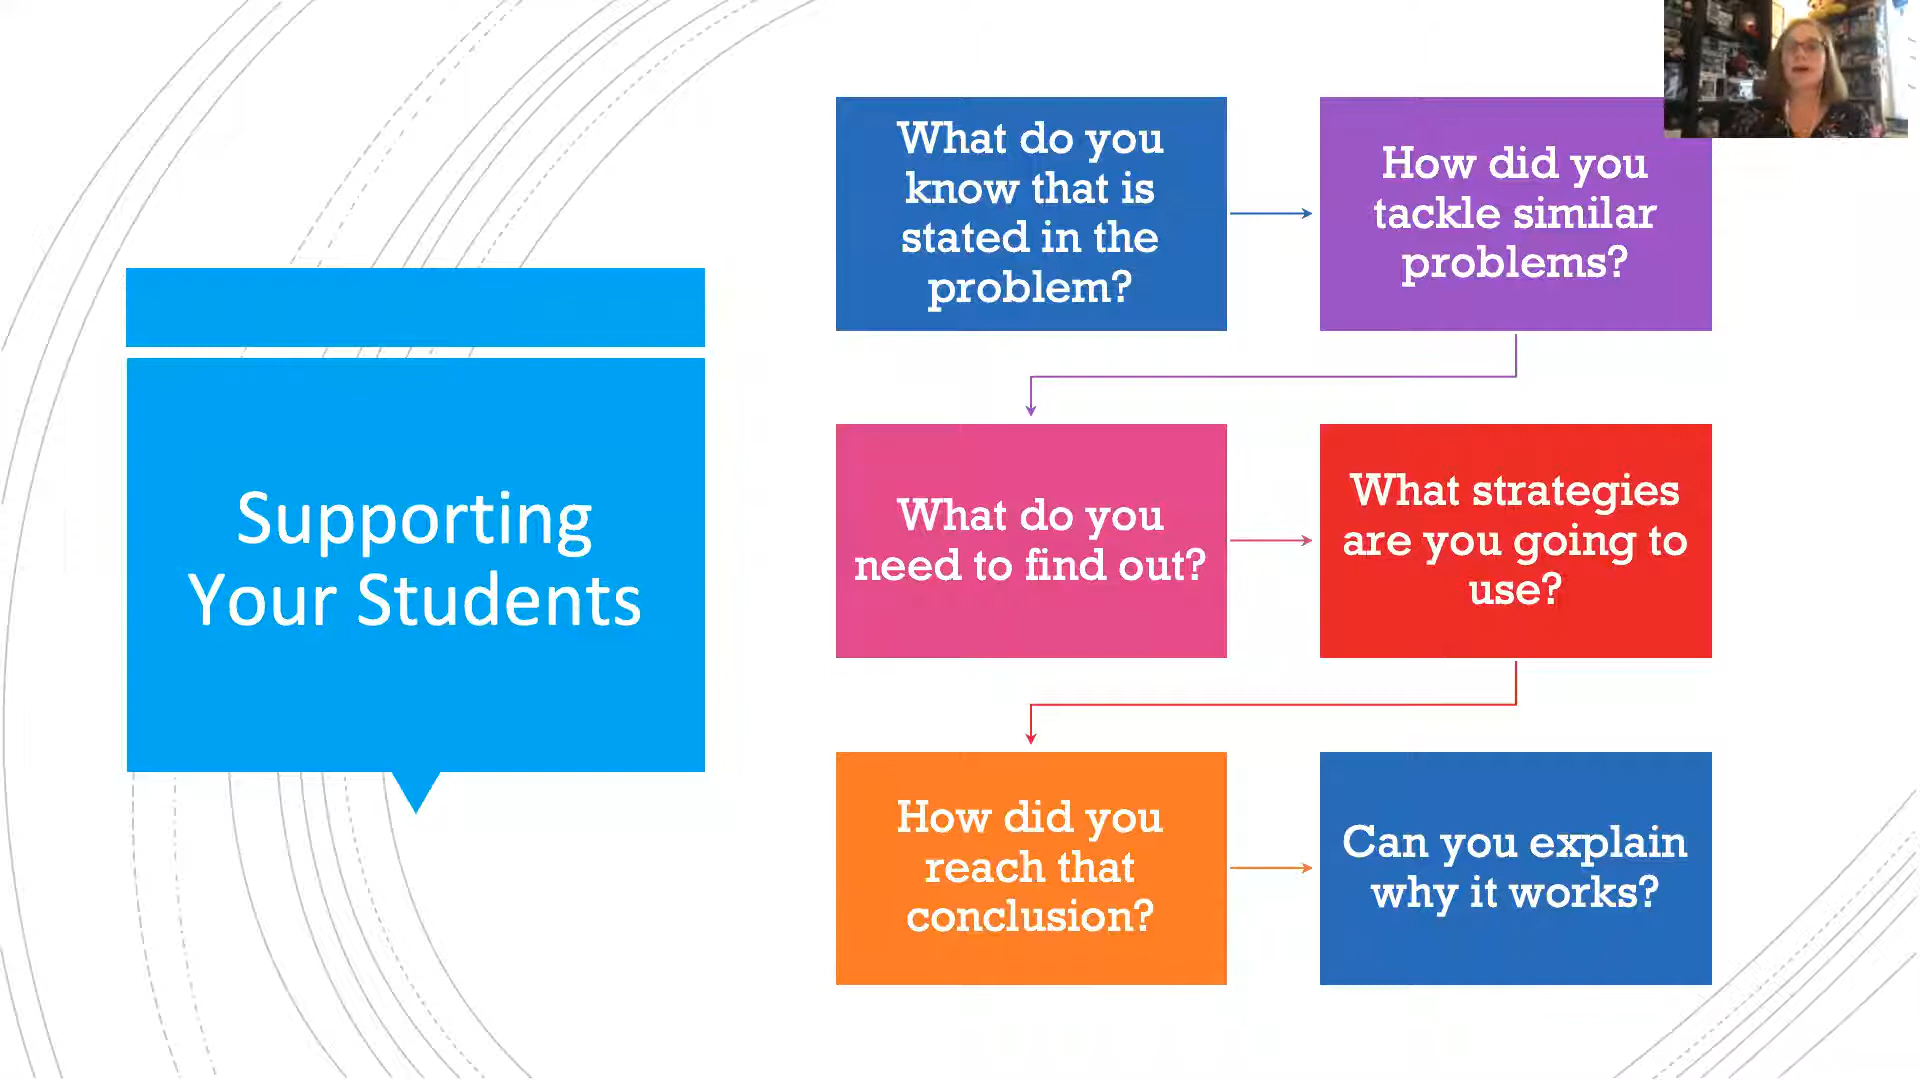 Supporting
Your Students
What do you
know that is
stated in the
problem?
How did you
tackle similar
problems?
What do you
need to find out?
What strategies
are you going to
use?
How did you
reach that
conclusion?
Can you explain
why it works?